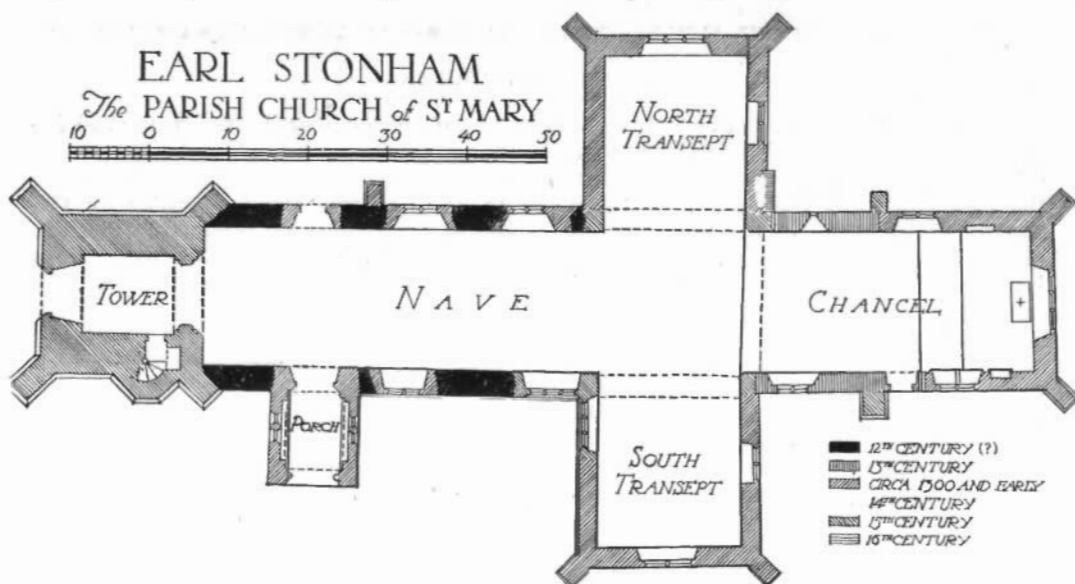 EARL STONHAM
The PARISH CHURCH of ST MARY
10 0 10 20 30 40 50
NORTH
TRANSEPT
TOWER
NAVE
CHANCEL
PORCH
SOUTH
TRANSEPT
12TH CENTURY (?)
13TH CENTURY
CIRCA 1300 AND EARLY
14TH CENTURY
15TH CENTURY
16TH CENTURY